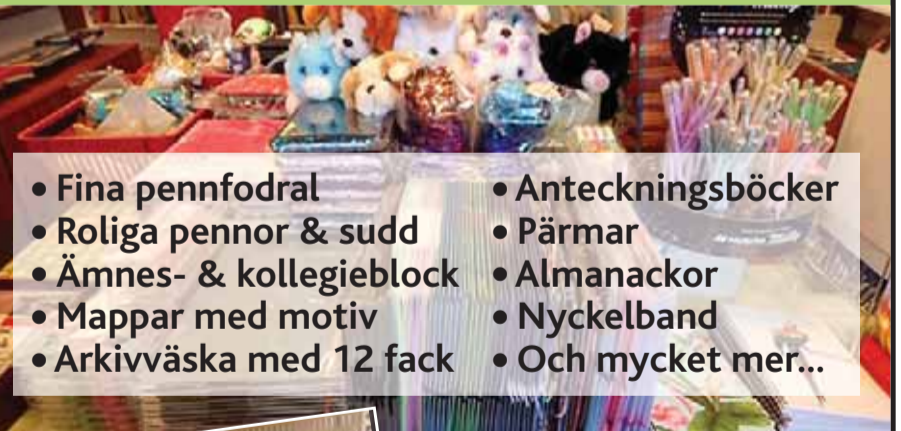 • Fina pennfodral
• Roliga pennor & sudd
• Ämnes- & kollegieblock
• Mappar med motiv
• Arkivväska med 12 fack
• Anteckningsböcker
• Pärmar
• Almanackor
• Nyckelband
• Och mycket mer...